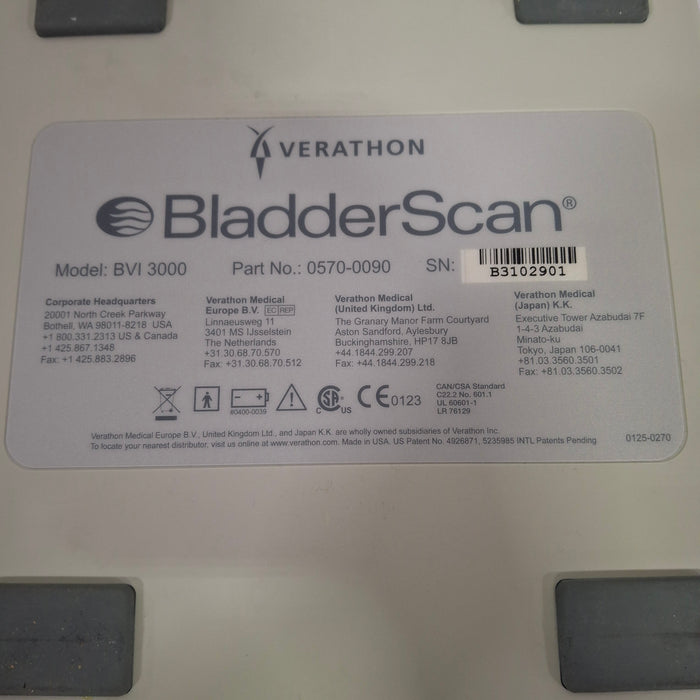 VERATHON
BladderScan®
Model: BVI 3000 Part No.: 0570-0090 SN: B3102901
Corporate Headquarters
20001 North Creek Parkway
Bothell, WA 98011-8218 USA
+1 800.331.2313 US & Canada
+1 425.867.1348
Fax: +1 425.883.2896
Verathon Medical
Europe B.V. EC REP
Linnaeusweg 11
3401 MS IJsselstein
The Netherlands
+31.30.68.70.570
Fax: +31.30.68.70.512
Verathon Medical
(United Kingdom) Ltd.
The Granary Manor Farm Courtyard
Aston Sandford, Aylesbury
Buckinghamshire, HP17 8JB
+44.1844.299.207
Fax: +44.1844.299.218
Verathon Medical
(Japan) K.K.
Executive Tower Azabudai 7F
1-4-3 Azabudai
Minato-ku
Tokyo, Japan 106-0041
+81.03.3560.3501
Fax: +81.03.3560.3502
#0400-0039
C SA US
CE 0123
CAN/CSA Standard
C22.2 No. 601.1
UL 60601-1
LR 76129
Verathon Medical Europe B.V., United Kingdom Ltd., and Japan K.K. are wholly owned subsidiaries of Verathon Inc.
To locate your nearest distributor, visit us online at www.verathon.com. Made in USA. US Patent No. 4926871, 5235985 INTL Patents Pending
0125-0270